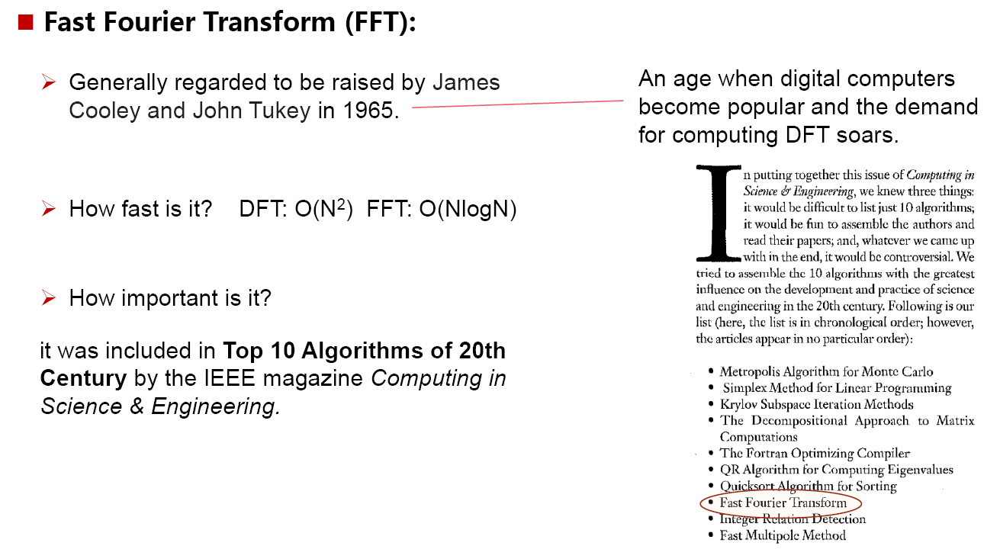 Fast Fourier Transform (FFT):
Generally regarded to be raised by James
Cooley and John Tukey in 1965.
An age when digital computers
become popular and the demand
for computing DFT soars.
How fast is it? DFT: O(N²) FFT: O(NlogN)
How important is it?
it was included in Top 10 Algorithms of 20th
Century by the IEEE magazine Computing in
Science & Engineering.
In putting together this issue of Computing in
Science & Engineering, we knew three things:
it would be difficult to list just 10 algorithms;
it would be fun to assemble the authors and
read their papers; and, whatever we came up
with in the end, it would be controversial. We
tried to assemble the 10 algorithms with the greatest
influence on the development and practice of science
and engineering in the 20th century. Following is our
list (here, the list is in chronological order; however,
the articles appear in no particular order):
• Metropolis Algorithm for Monte Carlo
• Simplex Method for Linear Programming
• Krylov Subspace Iteration Methods
• The Decompositional Approach to Matrix
Computations
• The Fortran Optimizing Compiler
• QR Algorithm for Computing Eigenvalues
• Quicksort Algorithm for Sorting
• Fast Fourier Transform
• Integer Relation Detection
• Fast Multipole Method